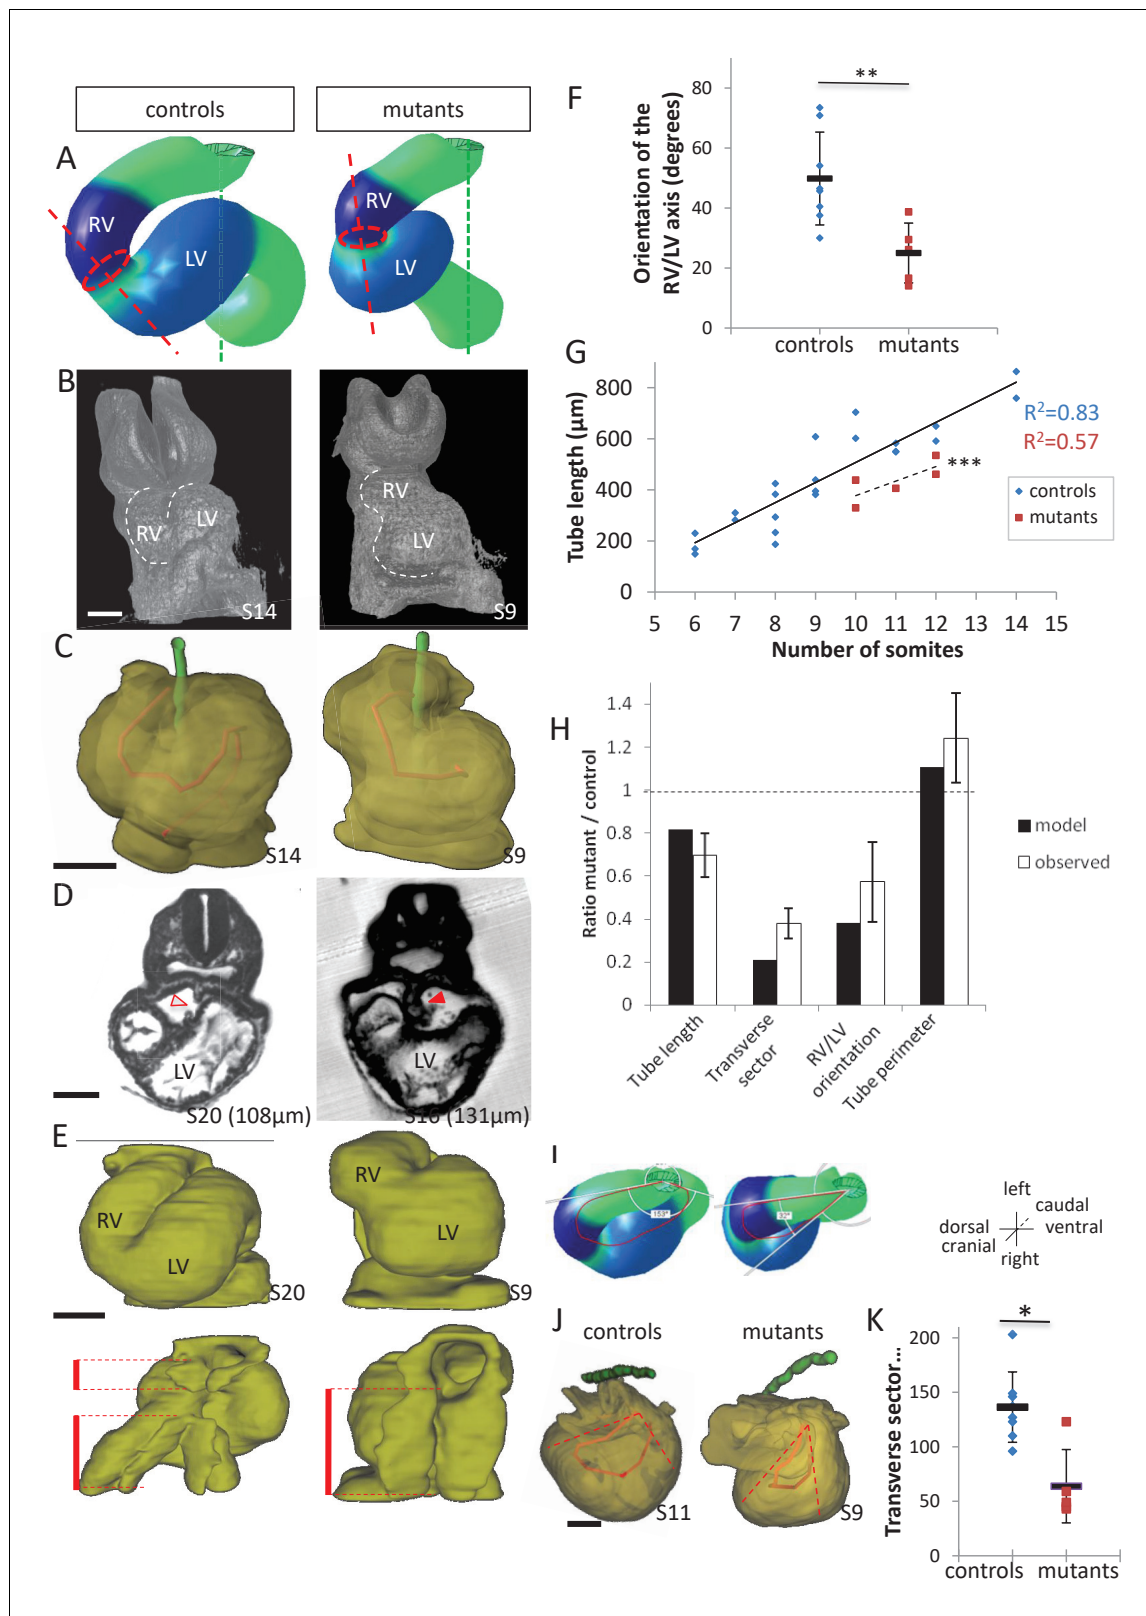 controls
mutants
A
RV
LV
RV
LV
B
RV
LV
S14
RV
LV
S9
C
S14
S9
D
LV
S20 (108µm)
LV
S16 (131µm)
E
RV
LV
S20
RV
LV
S9
F
Orientation of the
RV/LV axis (degrees)
**
80
60
40
20
0
controls
mutants
G
Tube length (µm)
800
600
400
200
0
R²=0.83
R²=0.57
***
controls
mutants
5 6 7 8 9 10 11 12 13 14 15
Number of somites
H
Ratio mutant / control
1.4
1.2
1
0.8
0.6
0.4
0.2
0
model
observed
Tube length
Transverse
sector
RV/LV
orientation
Tube perimeter
I
153°
32°
left
caudal
dorsal
ventral
cranial
right
J
controls
mutants
S11
S9
K
Transverse sector...
*
200
150
100
50
0
controls
mutants